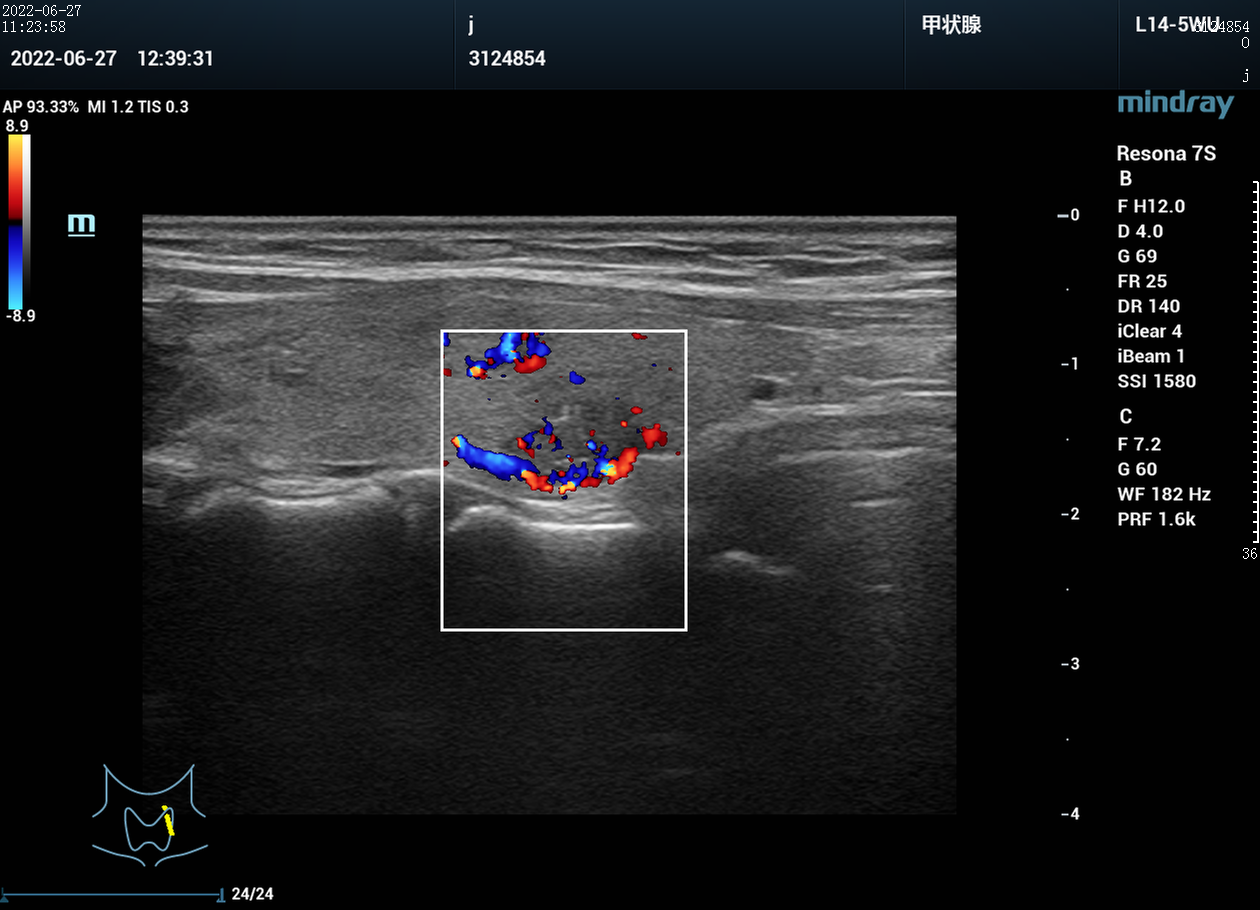 2022-06-27
11:23:58
2022-06-27 12:39:31
j
3124854
甲状腺
L14-5WU
3124854
0
j
AP 93.33% MI 1.2 TIS 0.3
8.9
-8.9
m
mindray
Resona 7S
B
F H12.0
D 4.0
G 69
FR 25
DR 140
iClear 4
iBeam 1
SSI 1580
C
F 7.2
G 60
WF 182 Hz
PRF 1.6k
0
-1
-2
-3
-4
36
24/24